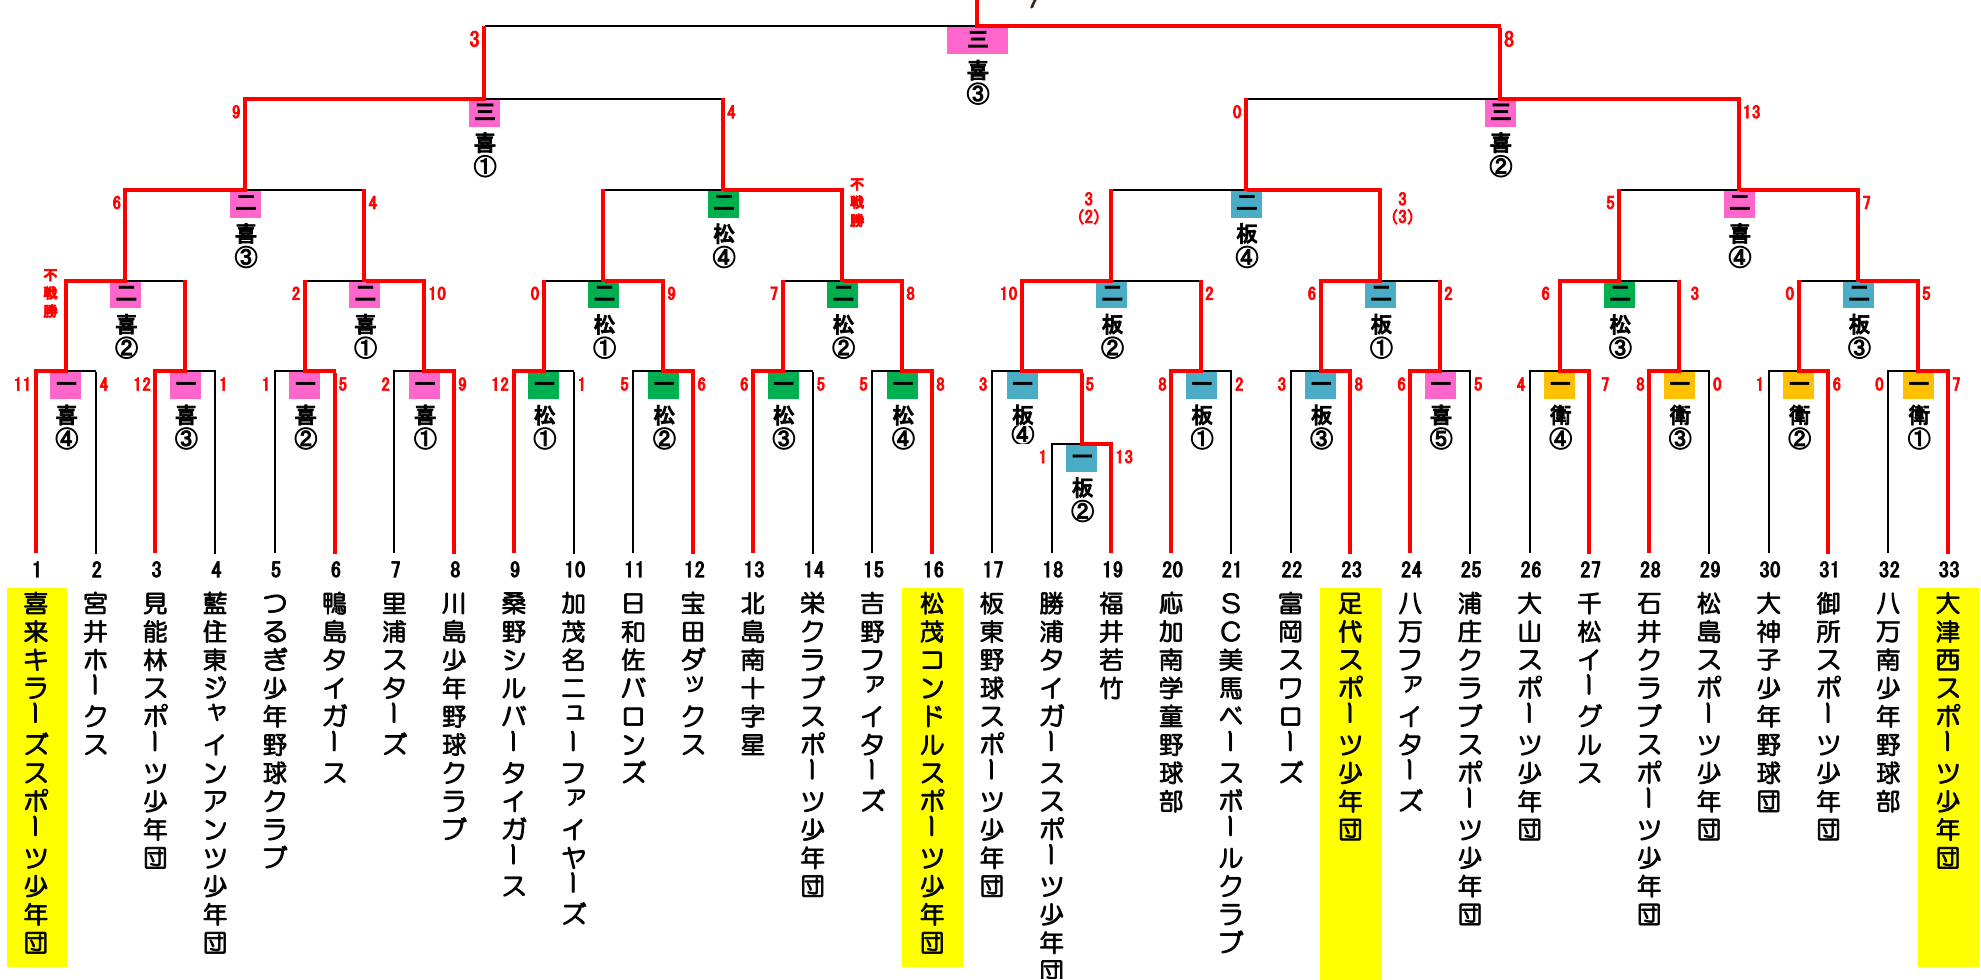 3
三
8
喜
③
9
三
4
0
三
13
喜
①
喜
②
6
二
4
二
不戦勝
3
(2)
二
3
(3)
5
二
7
喜
③
松
④
板
④
喜
④
不戦勝
二
2
二
10
0
二
9
7
二
8
10
二
2
6
二
2
6
二
3
0
二
5
喜
②
喜
①
松
①
松
②
板
②
板
①
松
③
板
③
11
一
4
12
一
1
1
一
5
2
一
9
12
一
1
5
一
6
6
一
5
5
一
8
3
一
5
8
一
2
3
一
8
6
一
5
4
一
7
8
一
0
1
一
6
0
一
7
喜
④
喜
③
喜
②
喜
①
松
①
松
②
松
③
松
④
板
④
板
①
板
③
喜
⑤
衛
④
衛
③
衛
②
衛
①
1
一
13
板
②
1
2
3
4
5
6
7
8
9
10
11
12
13
14
15
16
17
18
19
20
21
22
23
24
25
26
27
28
29
30
31
32
33
喜来キラーズスポーツ少年団
宮井ホークス
見能林スポーツ少年団
藍住東ジャインアンツ少年団
つるぎ少年野球クラブ
鴨島タイガース
里浦スターズ
川島少年野球クラブ
桑野シルバータイガース
加茂名ニューファイヤーズ
日和佐バロンズ
宝田ダックス
北島南十字星
栄クラブスポーツ少年団
吉野ファイターズ
松茂コンドルスポーツ少年団
板東野球スポーツ少年団
勝浦タイガーススポーツ少年団
福井若竹
応加南学童野球部
SC美馬ベースボールクラブ
富岡スワローズ
足代スポーツ少年団
八万ファイターズ
浦庄クラブスポーツ少年団
大山スポーツ少年団
千松イーグルス
石井クラブスポーツ少年団
松島スポーツ少年団
大神子少年野球団
御所スポーツ少年団
八万南少年野球部
大津西スポーツ少年団